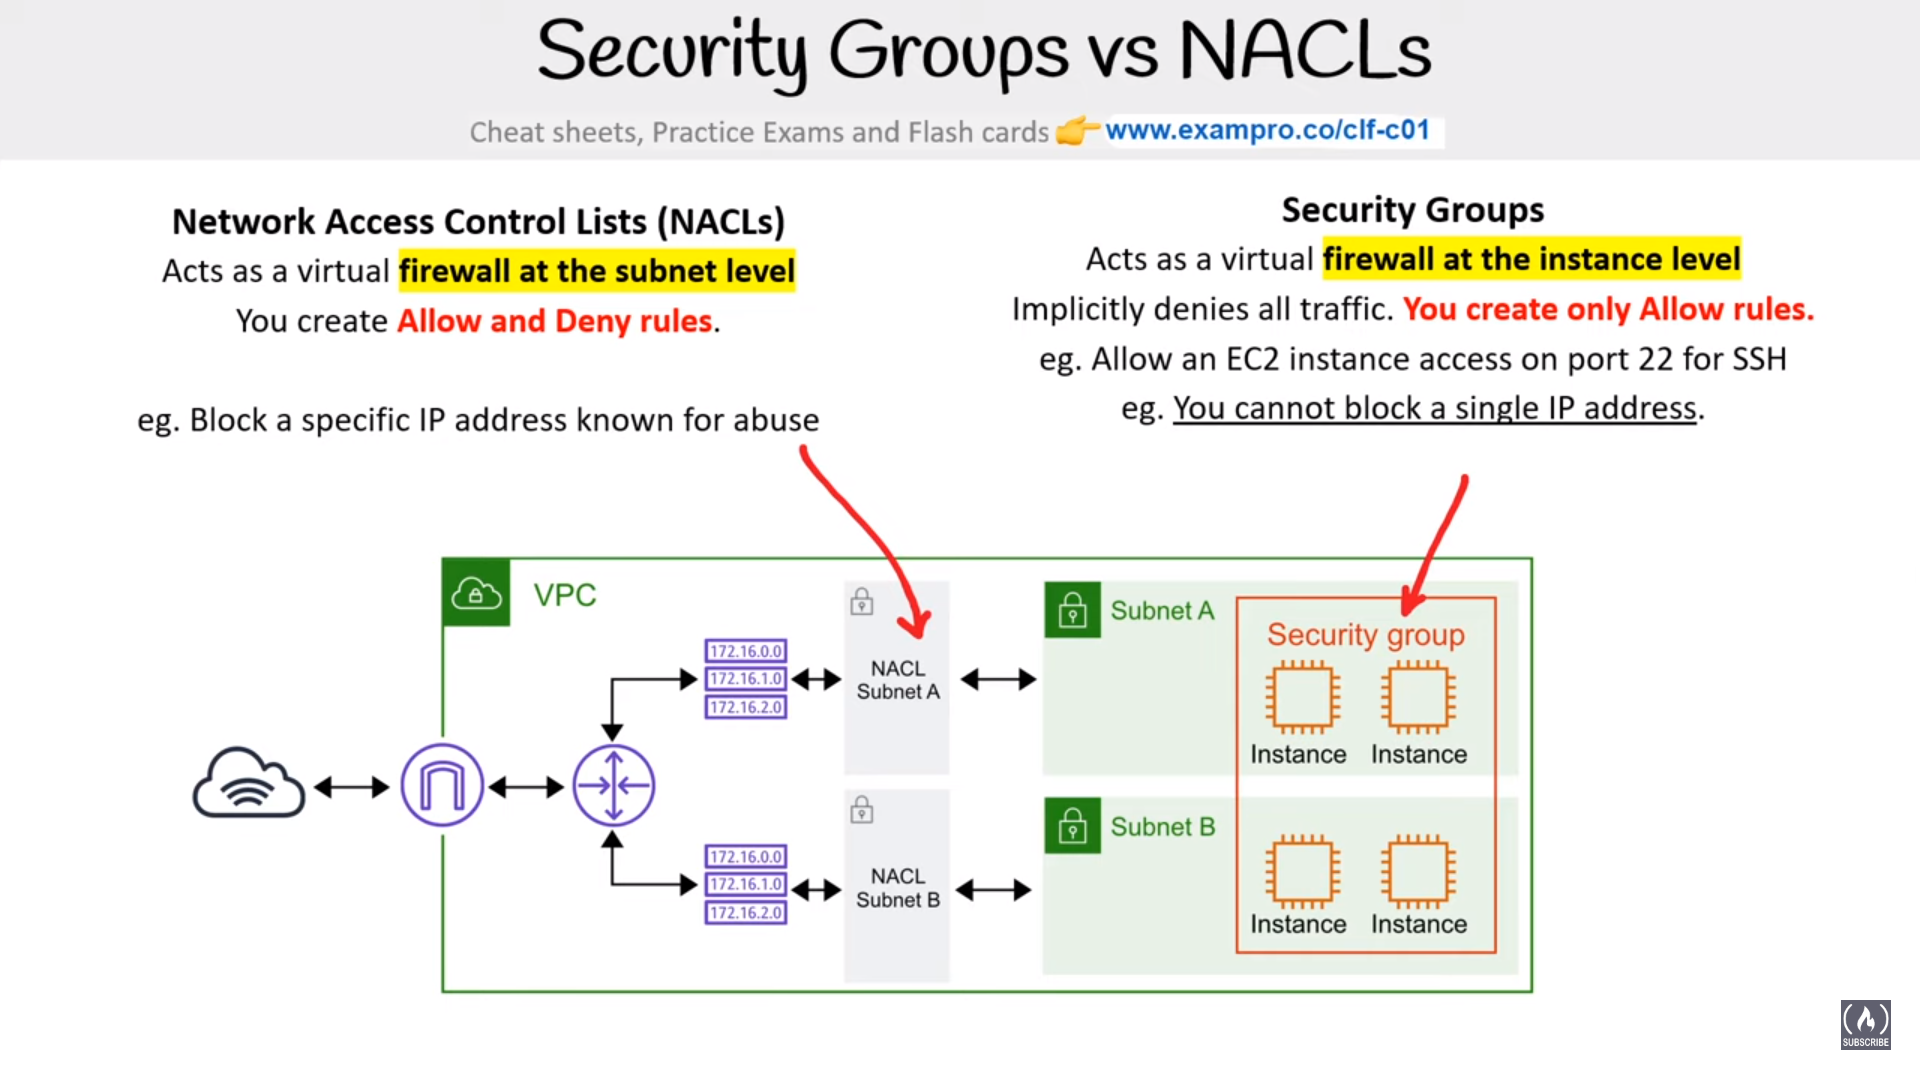 Security Groups vs NACLs
Cheat sheets, Practice Exams and Flash cards 👉 www.exampro.co/clf-c01
Network Access Control Lists (NACLs)
Acts as a virtual firewall at the subnet level
You create Allow and Deny rules.
eg. Block a specific IP address known for abuse
Security Groups
Acts as a virtual firewall at the instance level
Implicitly denies all traffic. You create only Allow rules.
eg. Allow an EC2 instance access on port 22 for SSH
eg. You cannot block a single IP address.
VPC
172.16.0.0
172.16.1.0
172.16.2.0
NACL
Subnet A
Subnet A
Security group
Instance Instance
172.16.0.0
172.16.1.0
172.16.2.0
NACL
Subnet B
Subnet B
Instance Instance
SUBSCRIBE